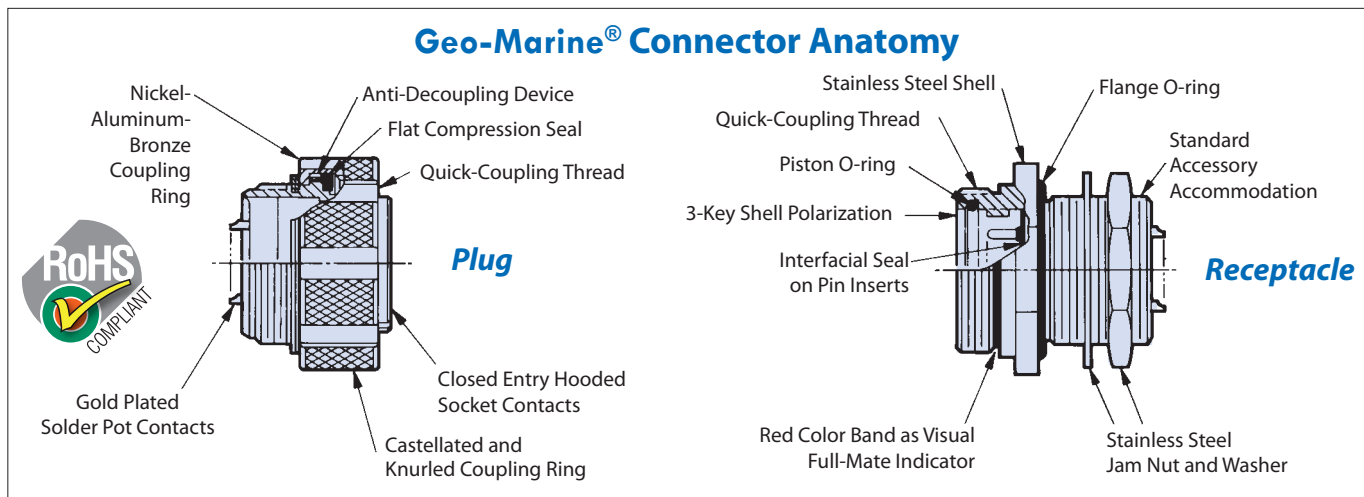 Geo-Marine® Connector Anatomy
Nickel-
Aluminum-
Bronze
Coupling
Ring
Anti-Decoupling Device
Flat Compression Seal
Quick-Coupling Thread
Plug
RoHS
COMPLIANT
Gold Plated
Solder Pot Contacts
Closed Entry Hooded
Socket Contacts
Castellated and
Knurled Coupling Ring
Stainless Steel Shell
Quick-Coupling Thread
Piston O-ring
3-Key Shell Polarization
Interfacial Seal
on Pin Inserts
Flange O-ring
Standard
Accessory
Accommodation
Receptacle
Red Color Band as Visual
Full-Mate Indicator
Stainless Steel
Jam Nut and Washer